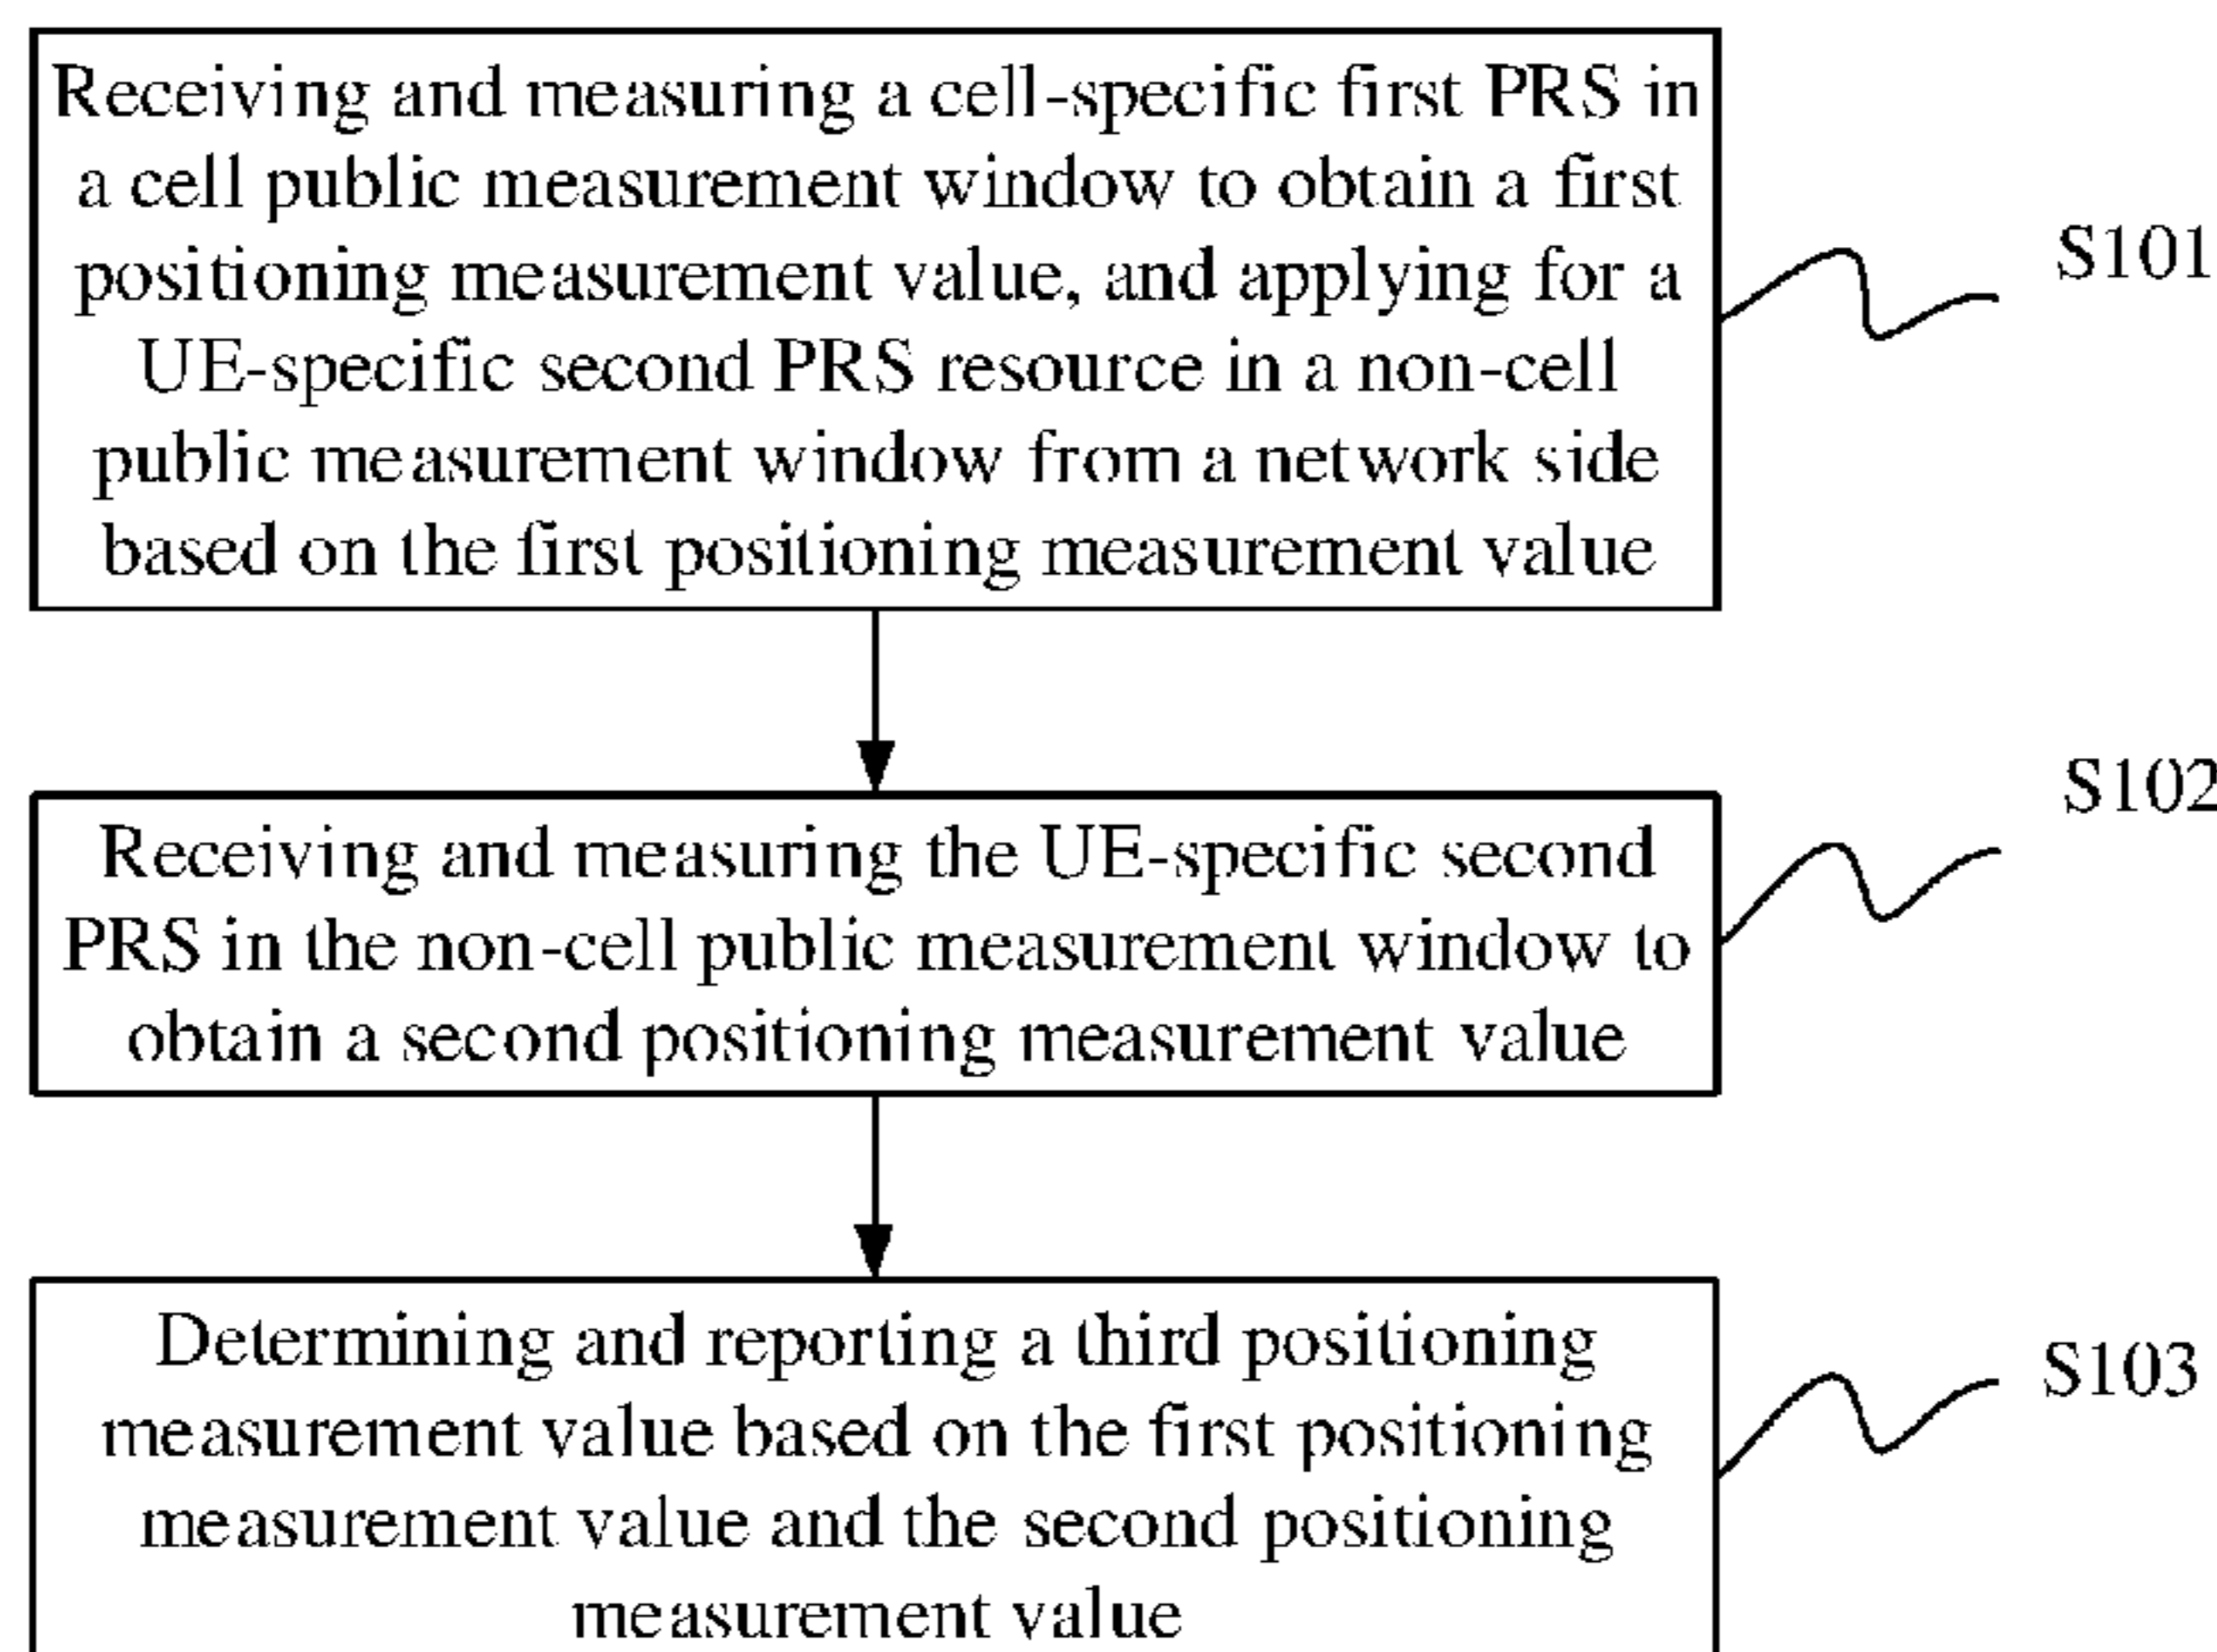 Receiving and measuring a cell-specific first PRS in
a cell public measurement window to obtain a first
positioning measurement value, and applying for a
UE-specific second PRS resource in a non-cell
public measurement window from a network side
based on the first positioning measurement value
S101
Receiving and measuring the UE-specific second
PRS in the non-cell public measurement window to
obtain a second positioning measurement value
S102
Determining and reporting a third positioning
measurement value based on the first positioning
measurement value and the second positioning
measurement value
S103